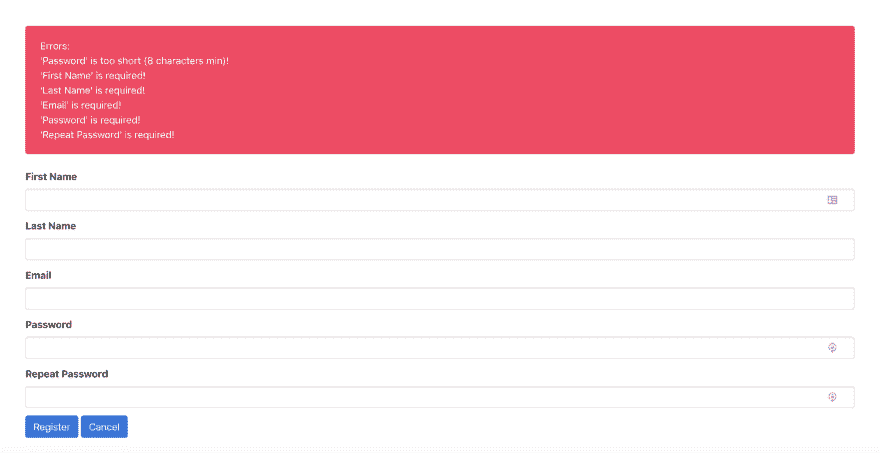 Errors:
'Password' is too short (8 characters min)!
'First Name' is required!
'Last Name' is required!
'Email' is required!
'Password' is required!
'Repeat Password' is required!
First Name
Last Name
Email
Password
Repeat Password
Register Cancel